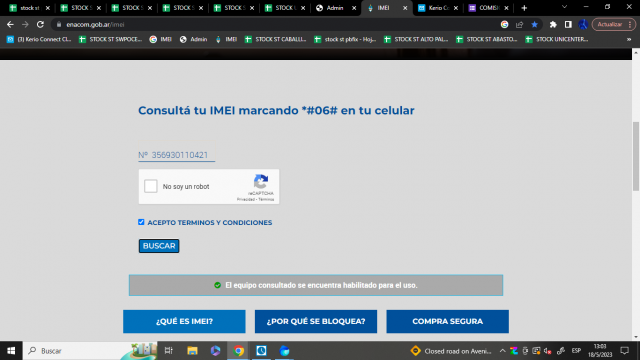 stock st
STOCK S
STOCK S
STOCK S
STOCK S
Admin
IMEI
Kerio Connect
COMISI
enacom.gob.ar/imei
Actualizar
(3) Kerio Connect Cl...
STOCK ST SWPOCE...
IMEI
Admin
IMEI
STOCK ST CABALLI...
stock st pbfix - Hoj...
STOCK ST ALTO PAL...
STOCK ST ABASTO...
STOCK UNICENTER...
Consultá tu IMEI marcando *#06# en tu celular
Nº 356930110421
No soy un robot
reCAPTCHA
Privacidad - Términos
ACEPTO TERMINOS Y CONDICIONES
BUSCAR
El equipo consultado se encuentra habilitado para el uso.
¿QUÉ ES IMEI?
¿POR QUÉ SE BLOQUEA?
COMPRA SEGURA
Buscar
Closed road on Aveni...
ESP
13:03
18/5/2023